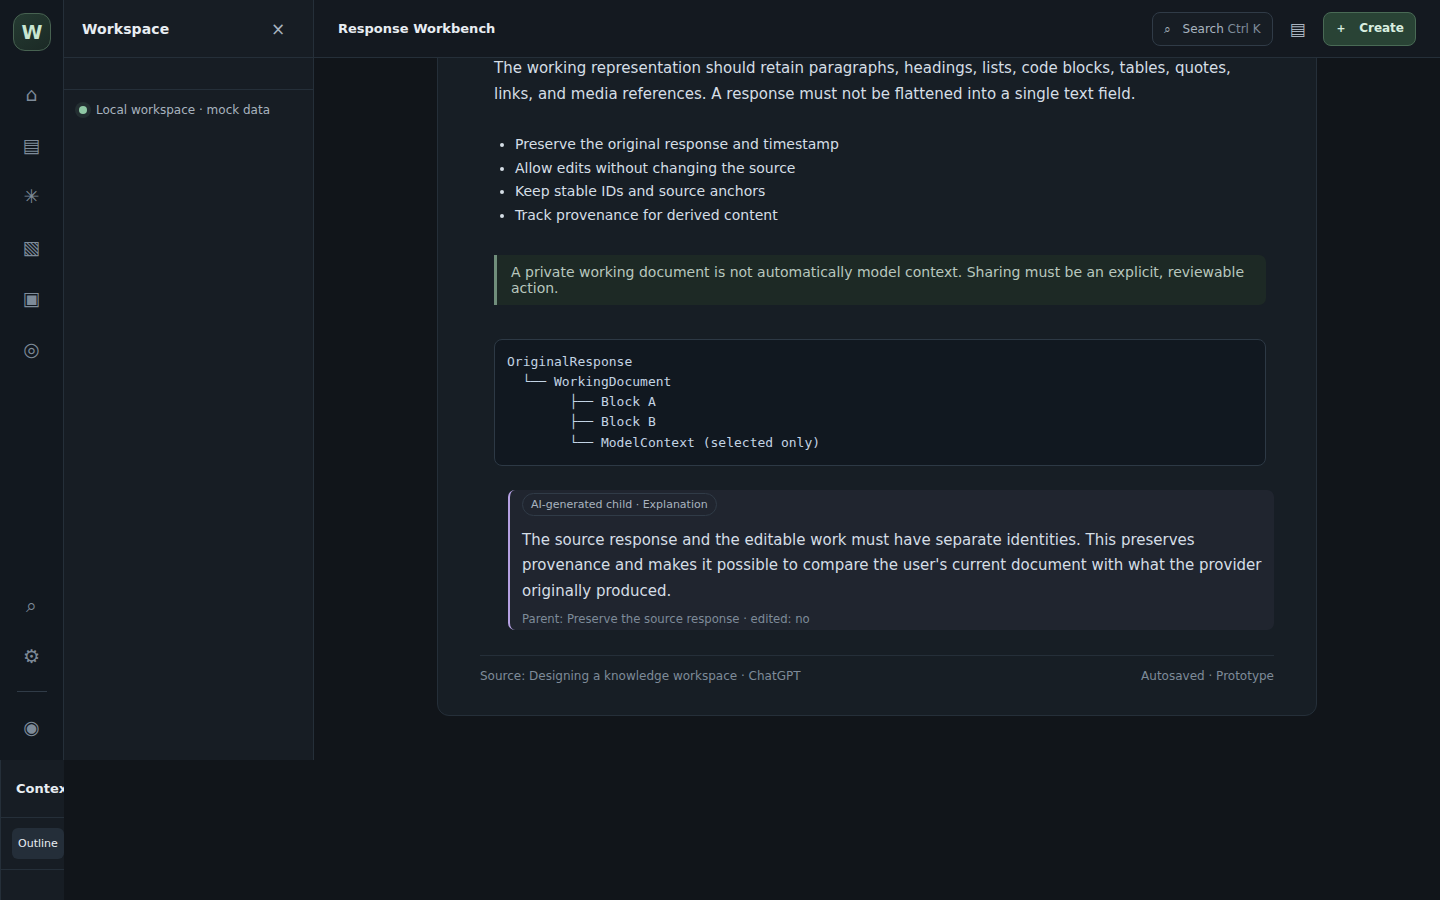 W
Workspace ×
Response Workbench
Search Ctrl K
+ Create
Local workspace · mock data
The working representation should retain paragraphs, headings, lists, code blocks, tables, quotes,
links, and media references. A response must not be flattened into a single text field.
• Preserve the original response and timestamp
• Allow edits without changing the source
• Keep stable IDs and source anchors
• Track provenance for derived content
A private working document is not automatically model context. Sharing must be an explicit, reviewable
action.
OriginalResponse
└── WorkingDocument
├── Block A
├── Block B
└── ModelContext (selected only)
AI-generated child · Explanation
The source response and the editable work must have separate identities. This preserves
provenance and makes it possible to compare the user's current document with what the provider
originally produced.
Parent: Preserve the source response · edited: no
Source: Designing a knowledge workspace · ChatGPT
Autosaved · Prototype
Contex
Outline